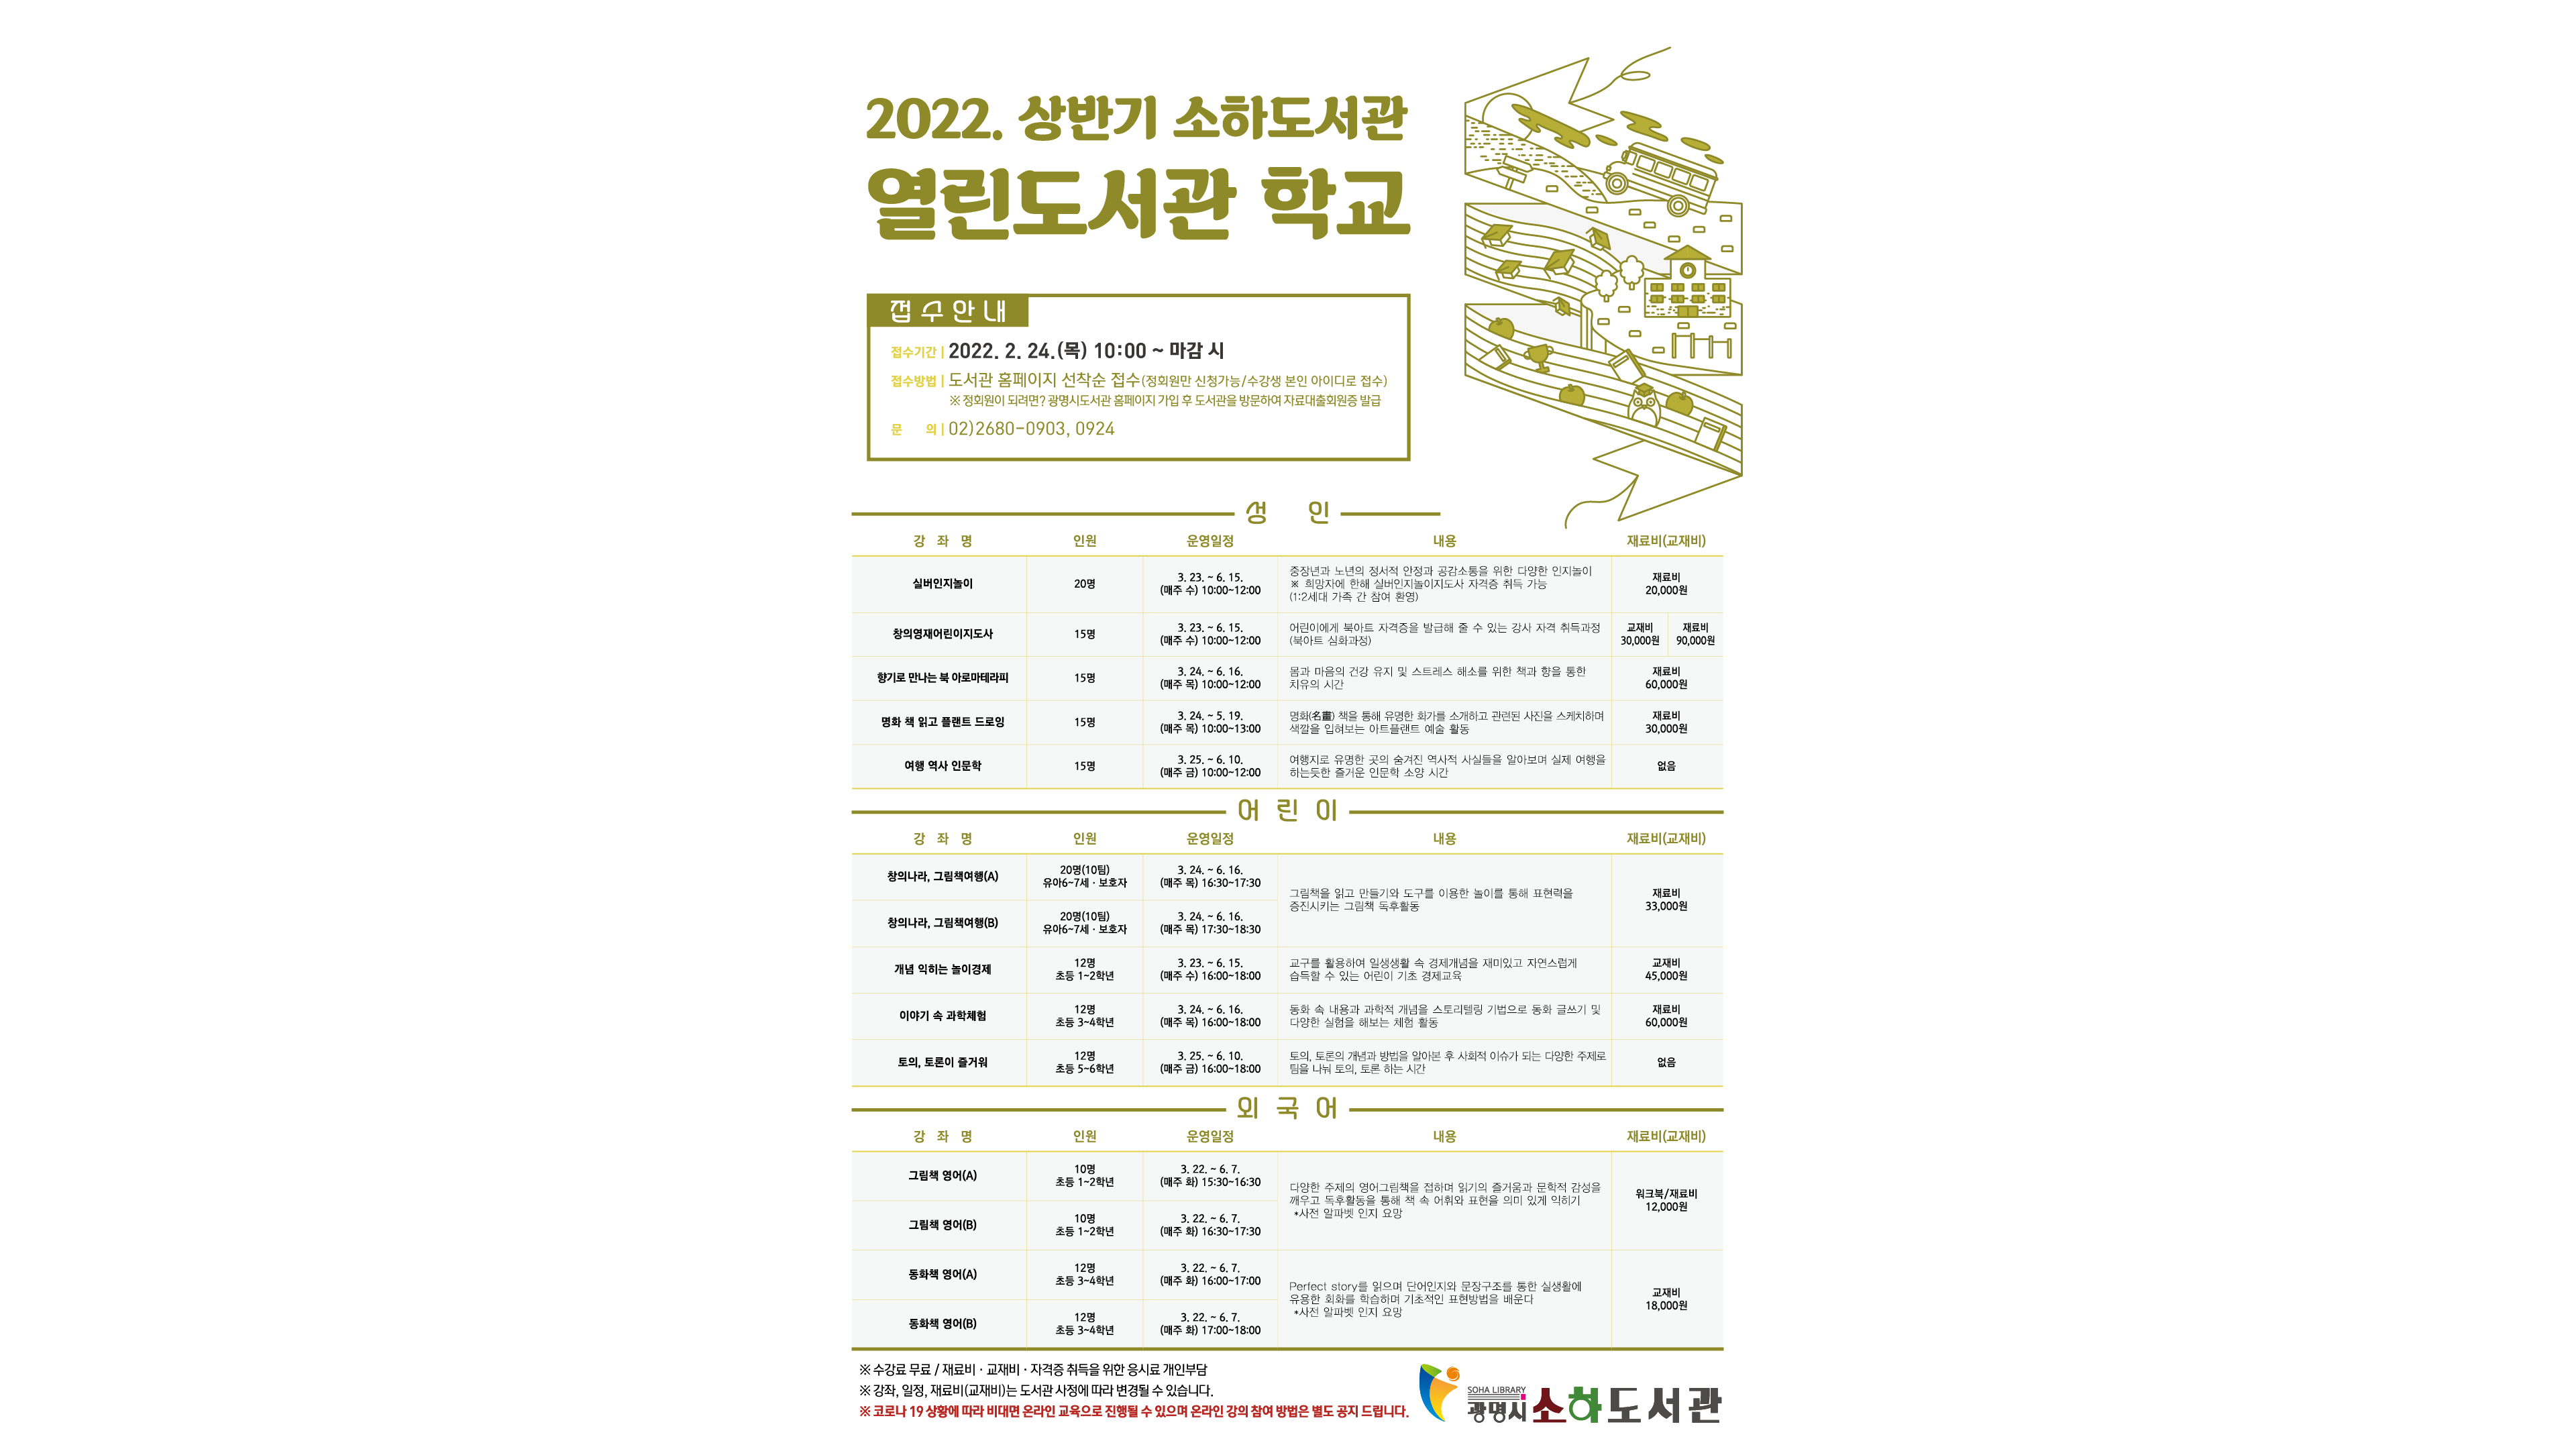 2022. 상반기 소하도서관
열린도서관 학교
접수안내
접수기간 | 2022. 2. 24.(목) 10:00 ~ 마감 시
접수방법 | 도서관 홈페이지 선착순 접수(정회원만 신청가능/수강생 본인 아이디로 접수)
※ 정회원이 되려면? 광명시도서관 홈페이지 가입 후 도서관을 방문하여 자료대출회원증 발급
문 의 | 02)2680-0903, 0924
성 인
강 좌 명 인원 운영일정 내용 재료비(교재비)
실버인지놀이
20명
3. 23. ~ 6. 15.
(매주 수) 10:00~12:00
중장년과 노년의 정서적 안정과 공감소통을 위한 다양한 인지놀이
※ 희망자에 한해 실버인지놀이지도사 자격증 취득 가능
(1:2세대 가족 간 참여 환영)
재료비
20,000원
창의영재어린이지도사
15명
3. 23. ~ 6. 15.
(매주 수) 10:00~12:00
어린이에게 북아트 자격증을 발급해 줄 수 있는 강사 자격 취득과정
(북아트 심화과정)
교재비
30,000원
재료비
90,000원
향기로 만나는 북 아로마테라피
15명
3. 24. ~ 6. 16.
(매주 목) 10:00~12:00
몸과 마음의 건강 유지 및 스트레스 해소를 위한 책과 향을 통한
치유의 시간
재료비
60,000원
명화 책 읽고 플랜트 드로잉
15명
3. 24. ~ 5. 19.
(매주 목) 10:00~13:00
명화(名畫) 책을 통해 유명한 화가를 소개하고 관련된 사진을 스케치하며
색깔을 입혀보는 아트플랜트 예술 활동
재료비
30,000원
여행 역사 인문학
15명
3. 25. ~ 6. 10.
(매주 금) 10:00~12:00
여행지로 유명한 곳의 숨겨진 역사적 사실들을 알아보며 실제 여행을
하는듯한 즐거운 인문학 소양 시간
없음
어 린 이
강 좌 명 인원 운영일정 내용 재료비(교재비)
창의나라, 그림책여행(A)
20명(10팀)
유아6~7세 · 보호자
3. 24. ~ 6. 16.
(매주 목) 16:30~17:30
그림책을 읽고 만들기와 도구를 이용한 놀이를 통해 표현력을
증진시키는 그림책 독후활동
재료비
33,000원
창의나라, 그림책여행(B)
20명(10팀)
유아6~7세 · 보호자
3. 24. ~ 6. 16.
(매주 목) 17:30~18:30
개념 익히는 놀이경제
12명
초등 1~2학년
3. 23. ~ 6. 15.
(매주 수) 16:00~18:00
교구를 활용하여 일생생활 속 경제개념을 재미있고 자연스럽게
습득할 수 있는 어린이 기초 경제교육
교재비
45,000원
이야기 속 과학체험
12명
초등 3~4학년
3. 24. ~ 6. 16.
(매주 목) 16:00~18:00
동화 속 내용과 과학적 개념을 스토리텔링 기법으로 동화 글쓰기 및
다양한 실험을 해보는 체험 활동
재료비
60,000원
토의, 토론이 즐거워
12명
초등 5~6학년
3. 25. ~ 6. 10.
(매주 금) 16:00~18:00
토의, 토론의 개념과 방법을 알아본 후 사회적 이슈가 되는 다양한 주제로
팀을 나눠 토의, 토론 하는 시간
없음
외 국 어
강 좌 명 인원 운영일정 내용 재료비(교재비)
그림책 영어(A)
10명
초등 1~2학년
3. 22. ~ 6. 7.
(매주 화) 15:30~16:30
다양한 주제의 영어그림책을 접하며 읽기의 즐거움과 문학적 감성을
깨우고 독후활동을 통해 책 속 어휘와 표현을 의미 있게 익히기
*사전 알파벳 인지 요망
워크북/재료비
12,000원
그림책 영어(B)
10명
초등 1~2학년
3. 22. ~ 6. 7.
(매주 화) 16:30~17:30
동화책 영어(A)
12명
초등 3~4학년
3. 22. ~ 6. 7.
(매주 화) 16:00~17:00
Perfect story를 읽으며 단어인지와 문장구조를 통한 실생활에
유용한 회화를 학습하며 기초적인 표현방법을 배운다
*사전 알파벳 인지 요망
교재비
18,000원
동화책 영어(B)
12명
초등 3~4학년
3. 22. ~ 6. 7.
(매주 화) 17:00~18:00
※ 수강료 무료 / 재료비 · 교재비 · 자격증 취득을 위한 응시료 개인부담
※ 강좌, 일정, 재료비(교재비)는 도서관 사정에 따라 변경될 수 있습니다.
※ 코로나 19 상황에 따라 비대면 온라인 교육으로 진행될 수 있으며 온라인 강의 참여 방법은 별도 공지 드립니다.
SOHA LIBRARY
광명시 소하도서관